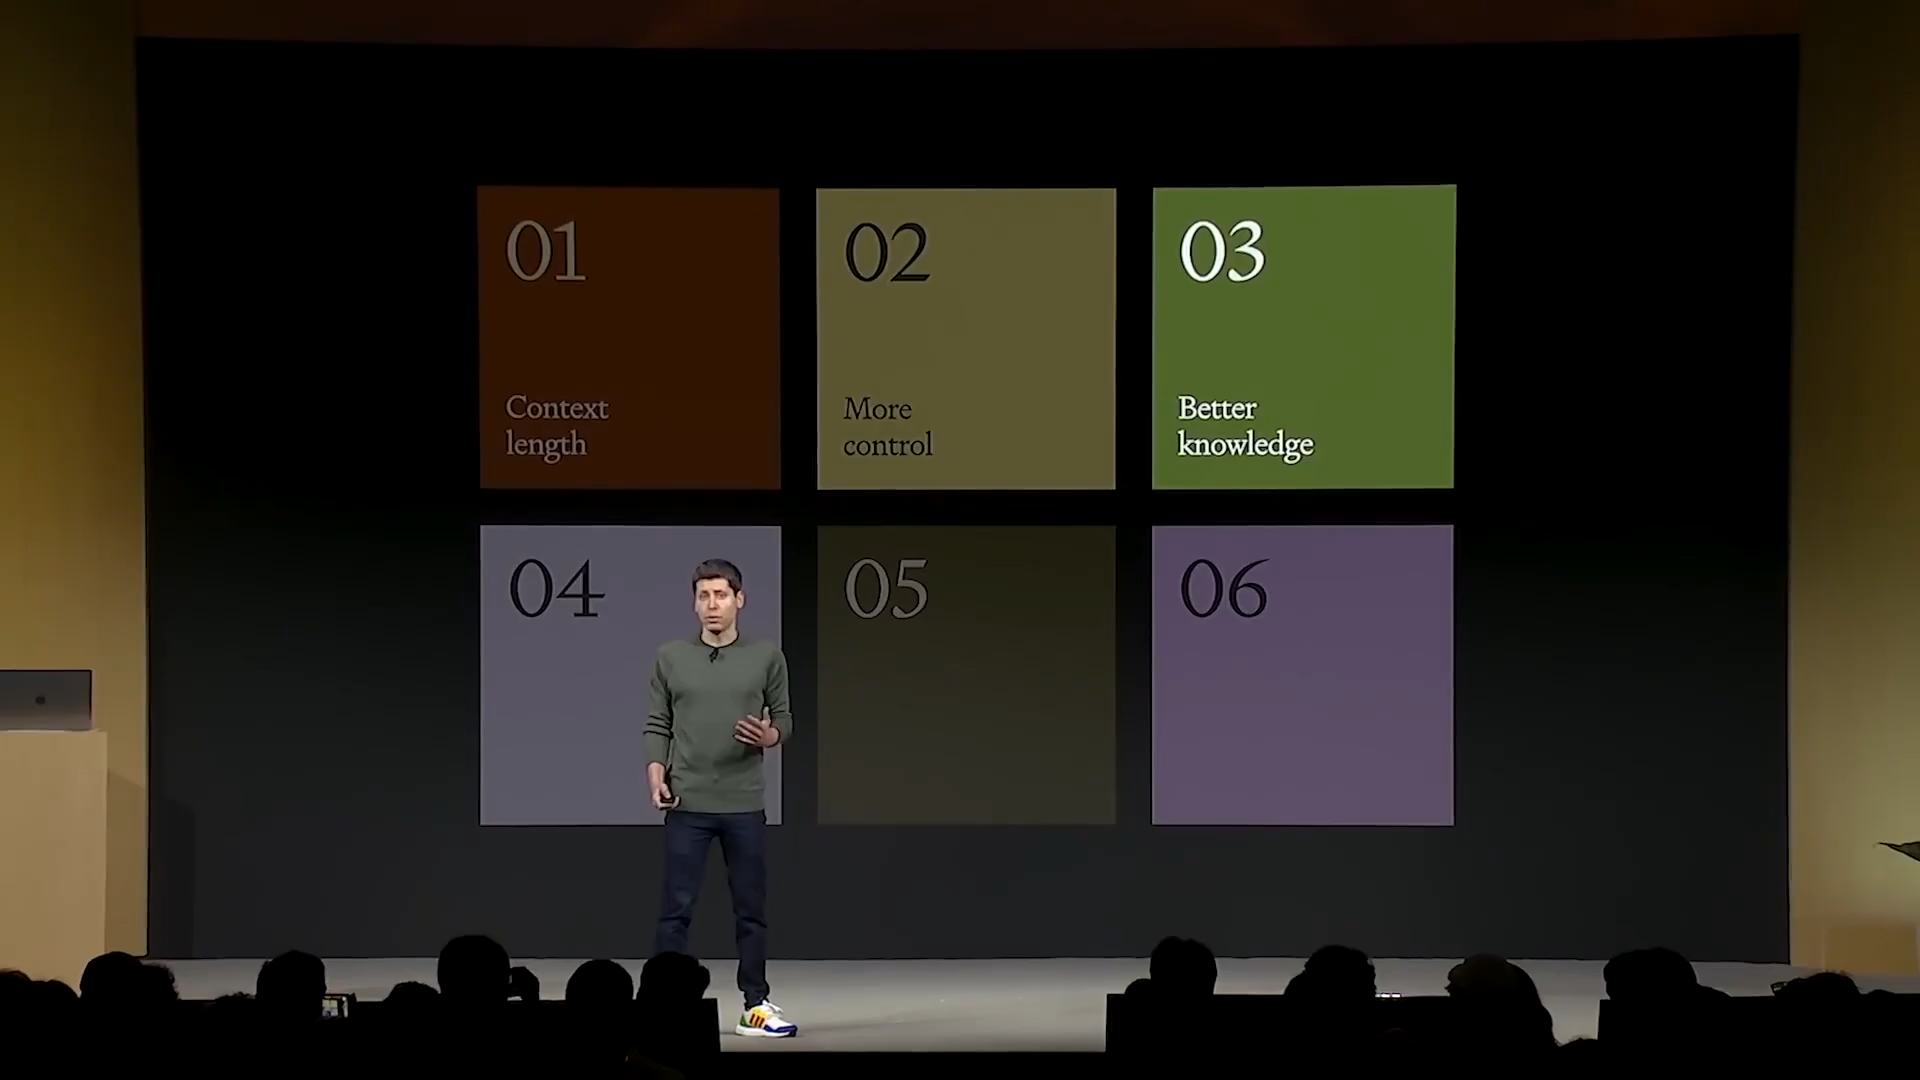 01
Context
length
02
More
control
03
Better
knowledge
04
05
06